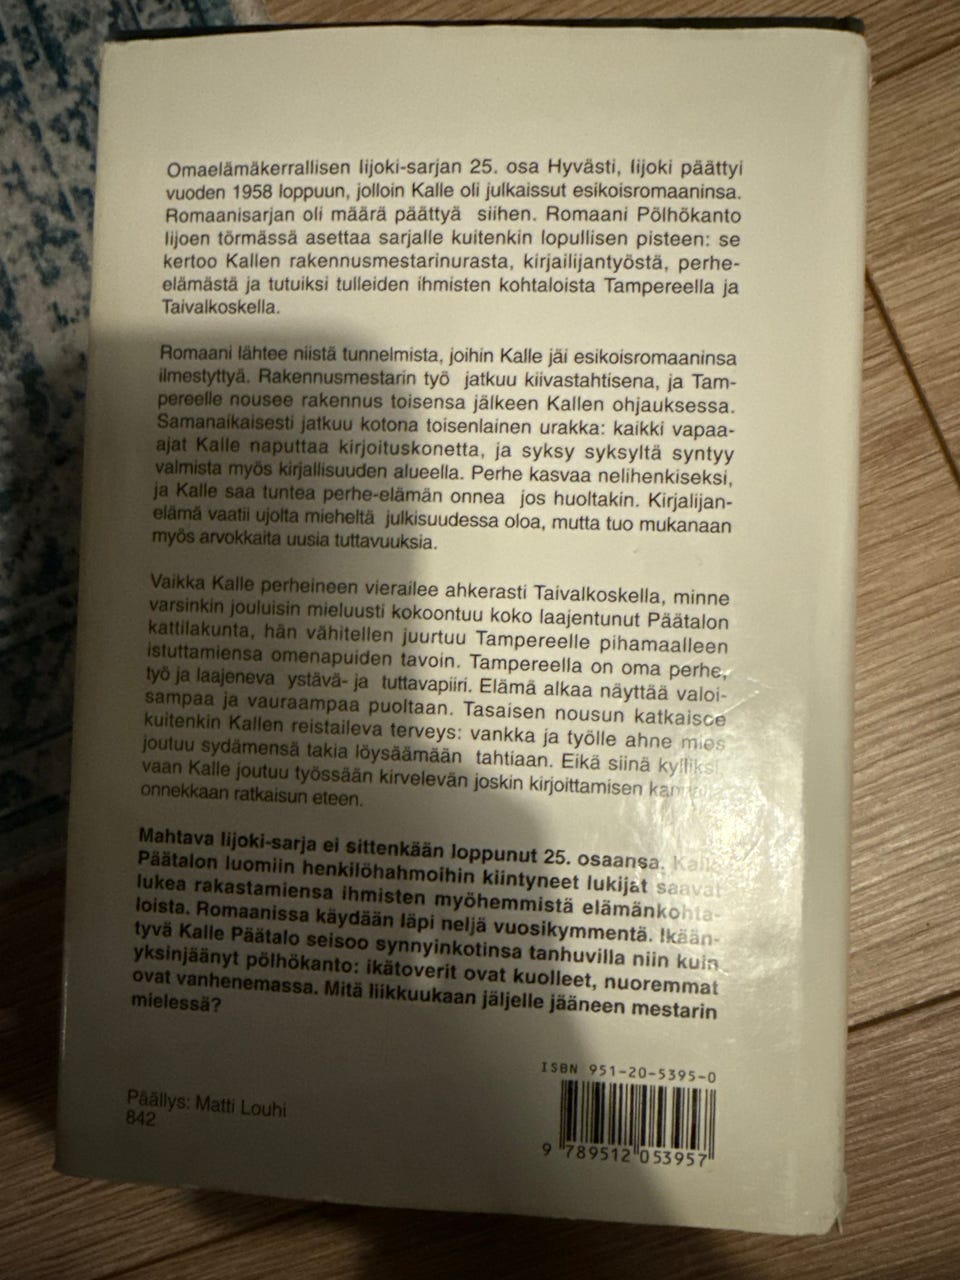 Omaelämäkerrallisen Iijoki-sarjan 25. osa Hyvästi, Iijoki päättyi
vuoden 1958 loppuun, jolloin Kalle oli julkaissut esikoisromaaninsa.
Romaanisarjan oli määrä päättyä siihen. Romaani Pölhökanto
Iijoen törmässä asettaa sarjalle kuitenkin lopullisen pisteen: se
kertoo Kallen rakennusmestarinurasta, kirjailijantyöstä, perhe-
elämästä ja tutuiksi tulleiden ihmisten kohtaloista Tampereella ja
Taivalkoskella.
Romaani lähtee niistä tunnelmista, joihin Kalle jäi esikoisromaaninsa
ilmestyttyä. Rakennusmestarin työ jatkuu kiivastahtisena, ja Tam-
pereelle nousee rakennus toisensa jälkeen Kallen ohjauksessa.
Samanaikaisesti jatkuu kotona toisenlainen urakka: kaikki vapaa-
ajat Kalle naputtaa kirjoituskonetta, ja syksy syksyltä syntyy
valmista myös kirjallisuuden alueella. Perhe kasvaa nelihenkiseksi,
ja Kalle saa tuntea perhe-elämän onnea jos huoltakin. Kirjalijan-
elämä vaatii ujolta mieheltä julkisuudessa oloa, mutta tuo mukanaan
myös arvokkaita uusia tuttavuuksia.
Vaikka Kalle perheineen vierailee ahkerasti Taivalkoskella, minne
varsinkin jouluisin mieluusti kokoontuu koko laajentunut Päätalon
kattilakunta, hän vähitellen juurtuu Tampereelle pihamaalleen
istuttamiensa omenapuiden tavoin. Tampereella on oma perhe,
työ ja laajeneva ystävä- ja tuttavapiiri. Elämä alkaa näyttää valoi-
sampaa ja vauraampaa puoltaan. Tasaisen nousun katkaisee
kuitenkin Kallen reistaileva terveys: vankka ja työlle ahne mies
joutuu sydämensä takia löysäämään tahtiaan. Eikä siinä kylliksi,
vaan Kalle joutuu työssään kirvelevän joskin kirjoittamisen
onnekkaan ratkaisun eteen.
Mahtava Iijoki-sarja ei sittenkään loppunut 25. osaansa. Kalle
Päätalon luomiin henkilöhahmoihin kiintyneet lukijat saavat
lukea rakastamiensa ihmisten myöhemmistä elämänkohta-
loista. Romaanissa käydään läpi neljä vuosikymmentä. Ikään-
tyvä Kalle Päätalo seisoo synnyinkotinsa tanhuvilla niin kuin
yksinjäänyt pölhökanto: ikätoverit ovat kuolleet, nuoremmat
ovat vanhenemassa. Mitä liikkuukaan jäljelle jääneen mestarin
mielessä?
ISBN 951-20-5395-0
Päällys: Matti Louhi
842
9 789512 053957